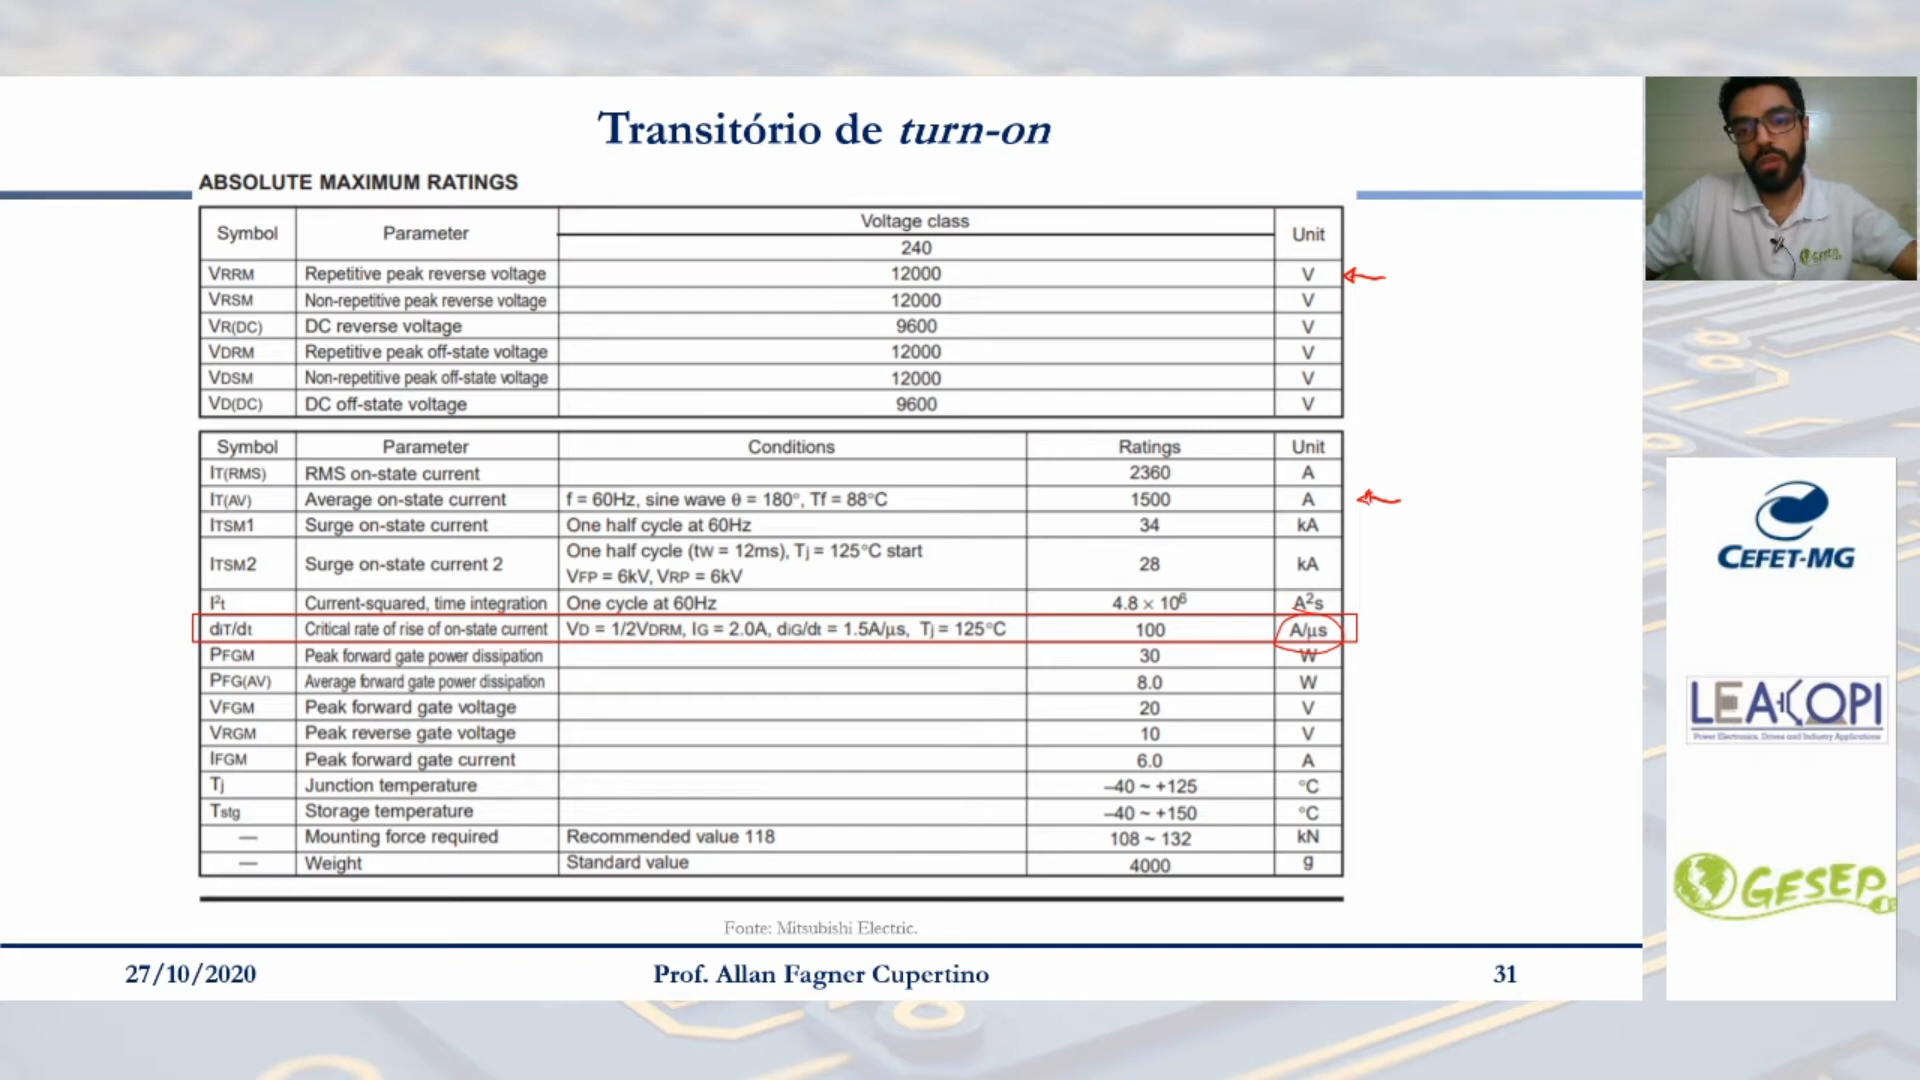 Transitório de turn-on
ABSOLUTE MAXIMUM RATINGS
Symbol Parameter Voltage class Unit
240
VRRM Repetitive peak reverse voltage 12000 V
VRSM Non-repetitive peak reverse voltage 12000 V
VR(DC) DC reverse voltage 9600 V
VDRM Repetitive peak off-state voltage 12000 V
VDSM Non-repetitive peak off-state voltage 12000 V
VD(DC) DC off-state voltage 9600 V
Symbol Parameter Conditions Ratings Unit
IT(RMS) RMS on-state current 2360 A
IT(AV) Average on-state current f = 60Hz, sine wave θ = 180°, Tf = 88°C 1500 A
ITSM1 Surge on-state current One half cycle at 60Hz 34 kA
ITSM2 Surge on-state current 2 One half cycle (tw = 12ms), Tj = 125°C start 28 kA
VFP = 6kV, VRP = 6kV
I²t Current-squared, time integration One cycle at 60Hz 4.8 × 10⁶ A²s
diT/dt Critical rate of rise of on-state current VD = 1/2VDRM, IG = 2.0A, diG/dt = 1.5A/μs, Tj = 125°C 100 A/μs
PFGM Peak forward gate power dissipation 30 W
PFG(AV) Average forward gate power dissipation 8.0 W
VFGM Peak forward gate voltage 20 V
VRGM Peak reverse gate voltage 10 V
IFGM Peak forward gate current 6.0 A
Tj Junction temperature –40 ~ +125 °C
Tstg Storage temperature –40 ~ +150 °C
— Mounting force required Recommended value 118 108 ~ 132 kN
— Weight Standard value 4000 g
Fonte: Mitsubishi Electric.
27/10/2020 Prof. Allan Fagner Cupertino 31
GESEP
CEFET-MG
LEACOPI
Power Electronics, Drives and Industry Applications
GESEP